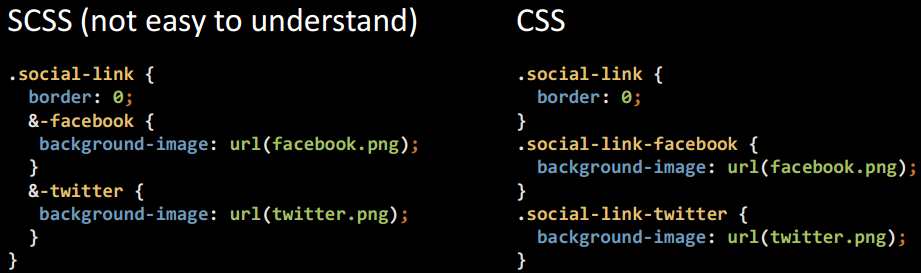 SCSS (not easy to understand)
.social-link {
  border: 0;
  &-facebook {
   background-image: url(facebook.png);
  }
  &-twitter {
   background-image: url(twitter.png);
  }
}
CSS
.social-link {
  border: 0;
}
.social-link-facebook {
  background-image: url(facebook.png);
}
.social-link-twitter {
  background-image: url(twitter.png);
}